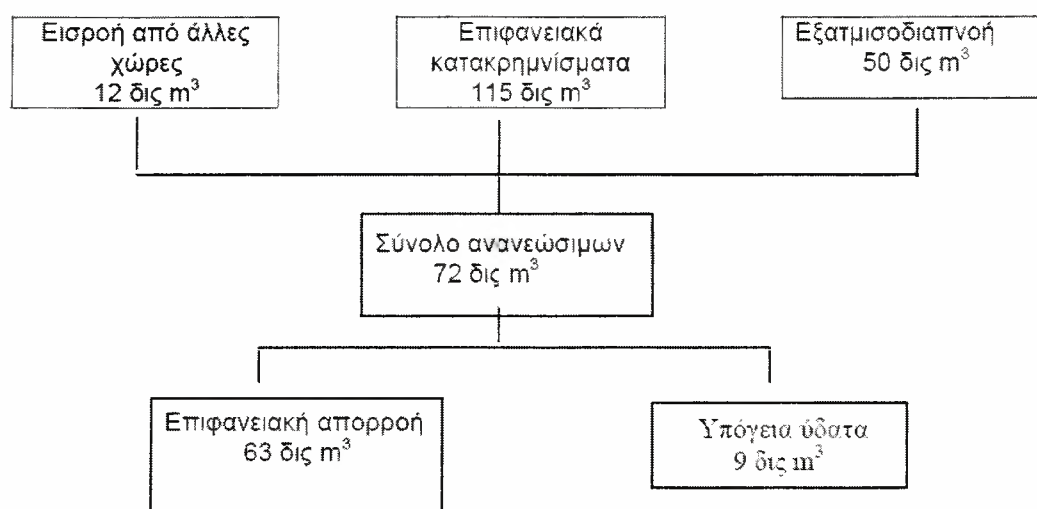 Εισροή από άλλες
χώρες
12 δις m³
Επιφανειακά
κατακρημνίσματα
115 δις m³
Εξατμισοδιαπνοή
50 δις m³
Σύνολο ανανεώσιμων
72 δις m³
Επιφανειακή απορροή
63 δις m³
Υπόγεια ύδατα
9 δις m³